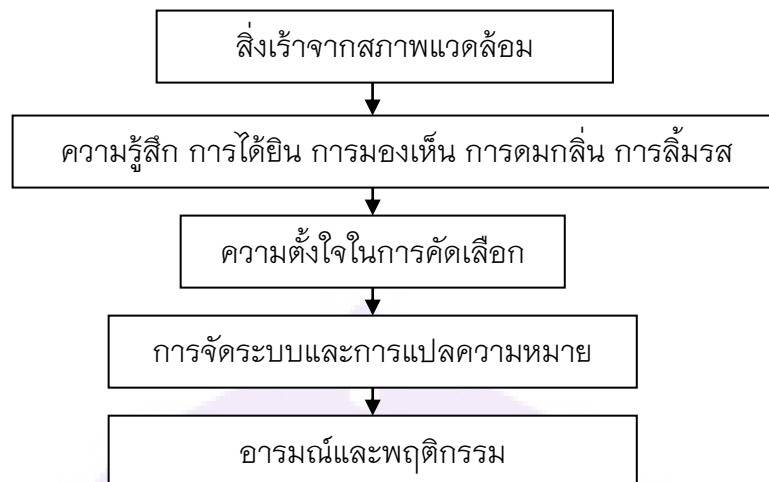 สิ่งเร้าจากสภาพแวดล้อม
ความรู้สึก การได้ยิน การมองเห็น การดมกลิ่น การลิ้มรส
ความตั้งใจในการคัดเลือก
การจัดระบบและการแปลความหมาย
อารมณ์และพฤติกรรม